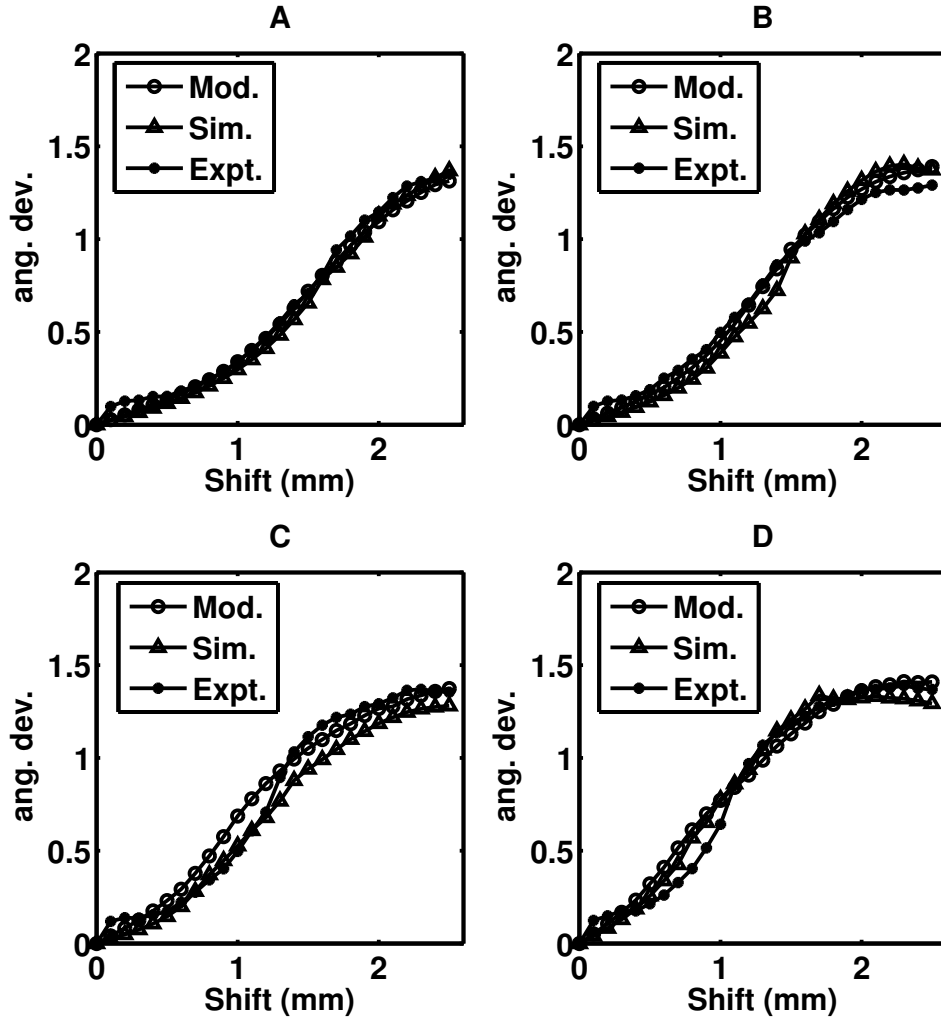 A
2
1.5
1
0.5
0
0 1 2
ang. dev.
Shift (mm)
Mod.
Sim.
Expt.
B
2
1.5
1
0.5
0
0 1 2
ang. dev.
Shift (mm)
Mod.
Sim.
Expt.
C
2
1.5
1
0.5
0
0 1 2
ang. dev.
Shift (mm)
Mod.
Sim.
Expt.
D
2
1.5
1
0.5
0
0 1 2
ang. dev.
Shift (mm)
Mod.
Sim.
Expt.